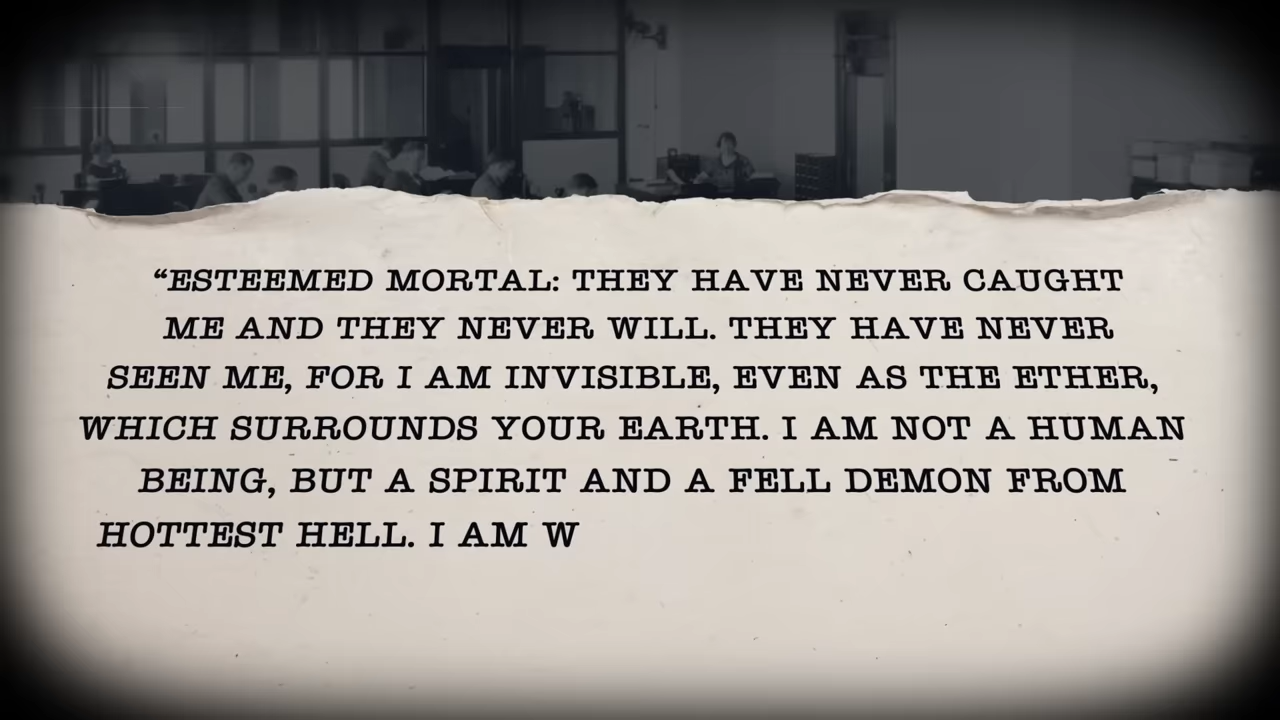 “ESTEEMED MORTAL: THEY HAVE NEVER CAUGHT
ME AND THEY NEVER WILL. THEY HAVE NEVER
SEEN ME, FOR I AM INVISIBLE, EVEN AS THE ETHER,
WHICH SURROUNDS YOUR EARTH. I AM NOT A HUMAN
BEING, BUT A SPIRIT AND A FELL DEMON FROM
HOTTEST HELL. I AM W